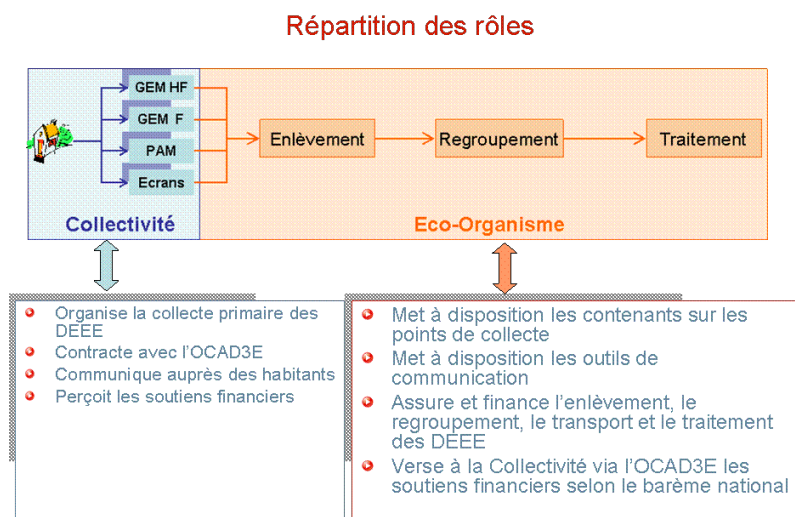 Répartition des rôles
GEM HF
GEM F
PAM
Ecrans
Enlèvement
Regroupement
Traitement
Collectivité
Eco-Organisme
Organise la collecte primaire des
DEEE
Contracte avec l'OCAD3E
Communique auprès des habitants
Perçoit les soutiens financiers
Met à disposition les contenants sur les
points de collecte
Met à disposition les outils de
communication
Assure et finance l'enlèvement, le
regroupement, le transport et le traitement
des DEEE
Verse à la Collectivité via l'OCAD3E les
soutiens financiers selon le barème national